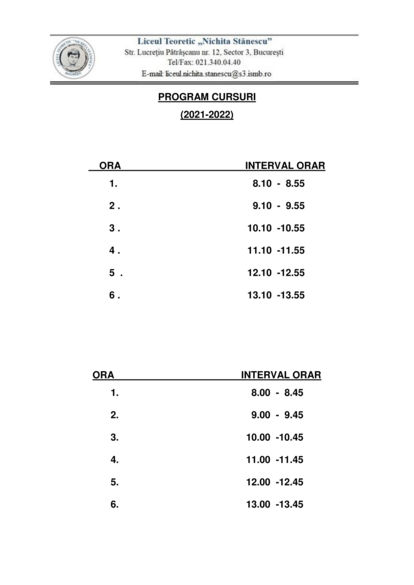 Liceul Teoretic „Nichita Stănescu”
Str. Lucrețiu Pătrășcanu nr. 12, Sector 3, București
Tel/Fax: 021.340.04.40
E-mail: liceul.nichita.stanescu@s3.ismb.ro
PROGRAM CURSURI
(2021-2022)
ORA INTERVAL ORAR
1. 8.10 - 8.55
2 . 9.10 - 9.55
3 . 10.10 -10.55
4 . 11.10 -11.55
5 . 12.10 -12.55
6 . 13.10 -13.55
ORA INTERVAL ORAR
1. 8.00 - 8.45
2. 9.00 - 9.45
3. 10.00 -10.45
4. 11.00 -11.45
5. 12.00 -12.45
6. 13.00 -13.45